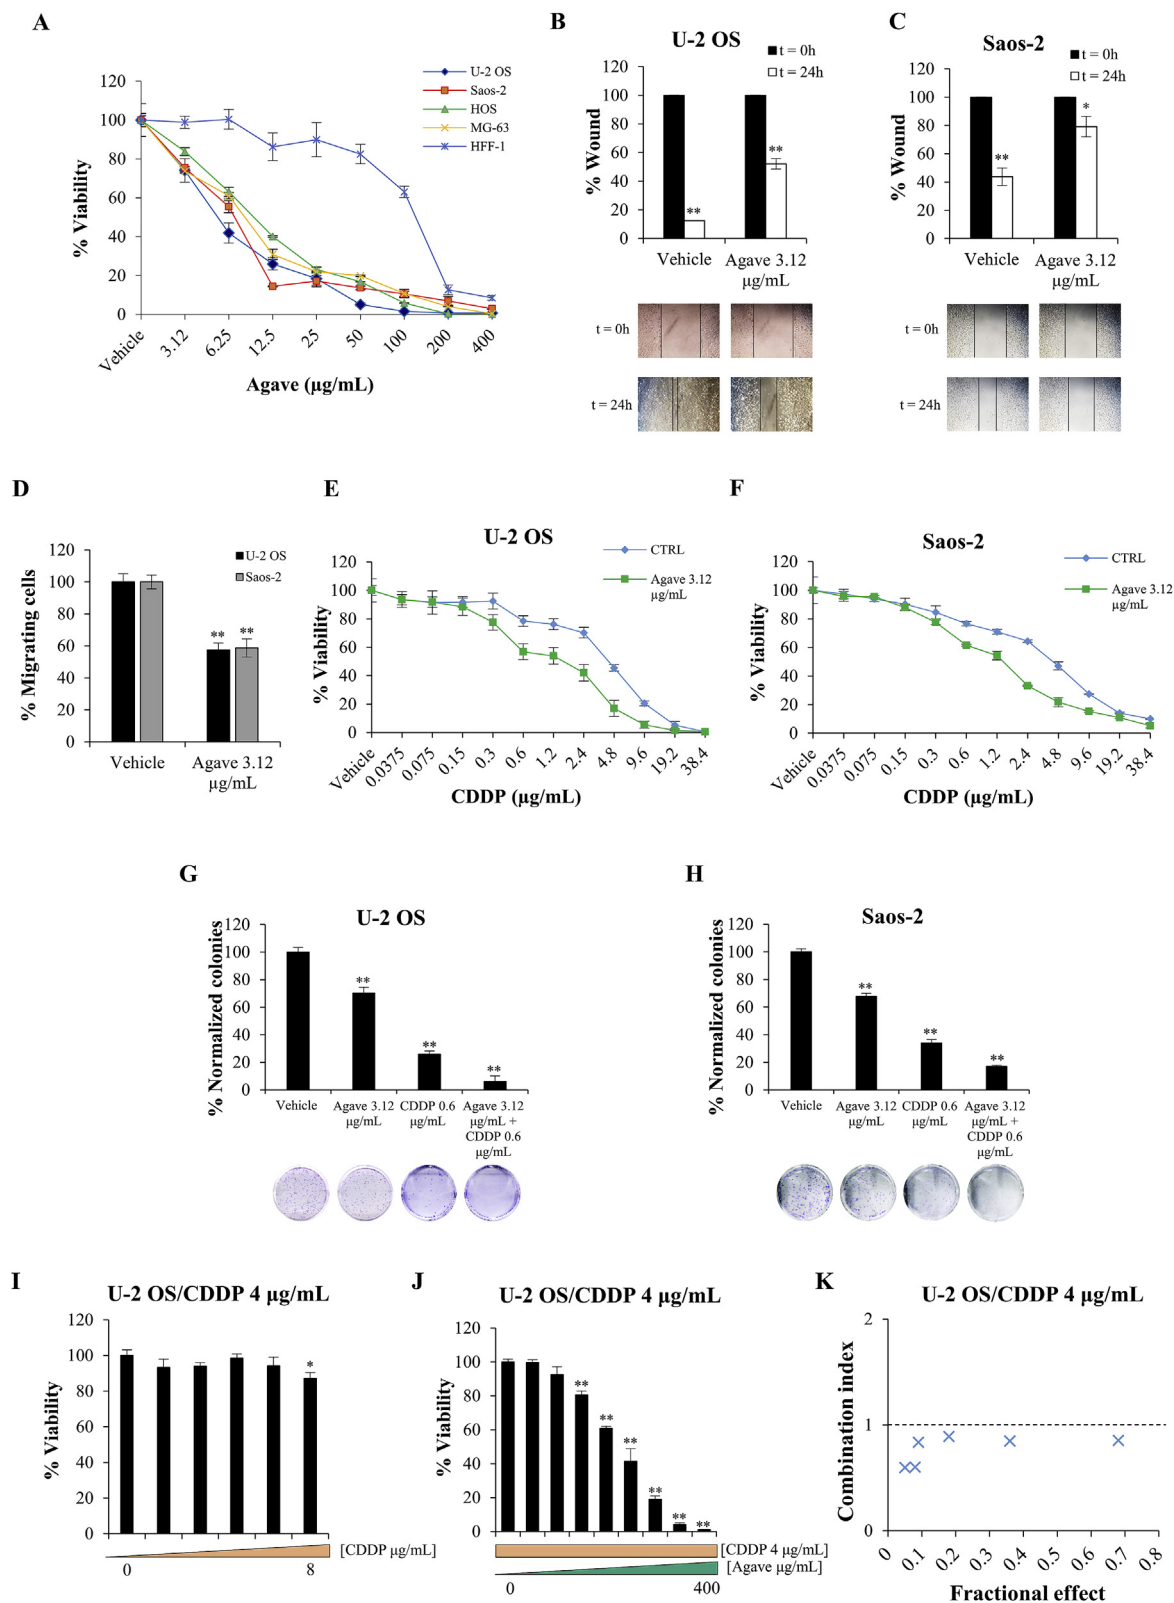 A
120
100
80
60
40
20
0
% Viability
U-2 OS
Saos-2
HOS
MG-63
HFF-1
Vehicle
3.12
6.25
12.5
25
50
100
200
400
Agave (µg/mL)
B
U-2 OS
t = 0h
t = 24h
120
100
80
60
40
20
0
% Wound
**
**
Vehicle
Agave 3.12
µg/mL
t = 0h
t = 24h
C
Saos-2
t = 0h
t = 24h
120
100
80
60
40
20
0
% Wound
**
*
Vehicle
Agave 3.12
µg/mL
t = 0h
t = 24h
D
120
100
80
60
40
20
0
% Migrating cells
U-2 OS
Saos-2
**
**
Vehicle
Agave 3.12
µg/mL
E
U-2 OS
CTRL
Agave 3.12
µg/mL
120
100
80
60
40
20
0
% Viability
Vehicle
0.0375
0.075
0.15
0.3
0.6
1.2
2.4
4.8
9.6
19.2
38.4
CDDP (µg/mL)
F
Saos-2
CTRL
Agave 3.12
µg/mL
120
100
80
60
40
20
0
% Viability
Vehicle
0.0375
0.075
0.15
0.3
0.6
1.2
2.4
4.8
9.6
19.2
38.4
CDDP (µg/mL)
G
U-2 OS
120
100
80
60
40
20
0
% Normalized colonies
**
**
**
Vehicle
Agave 3.12
µg/mL
CDDP 0.6
µg/mL
Agave 3.12
µg/mL +
CDDP 0.6
µg/mL
H
Saos-2
120
100
80
60
40
20
0
% Normalized colonies
**
**
**
Vehicle
Agave 3.12
µg/mL
CDDP 0.6
µg/mL
Agave 3.12
µg/mL +
CDDP 0.6
µg/mL
I
U-2 OS/CDDP 4 µg/mL
120
100
80
60
40
20
0
% Viability
*
[CDDP µg/mL]
0
8
J
U-2 OS/CDDP 4 µg/mL
120
100
80
60
40
20
0
% Viability
**
**
**
**
**
**
[CDDP 4 µg/mL]
[Agave µg/mL]
0
400
K
U-2 OS/CDDP 4 µg/mL
2
1
0
Combination index
0
0.1
0.2
0.3
0.4
0.5
0.6
0.7
0.8
Fractional effect